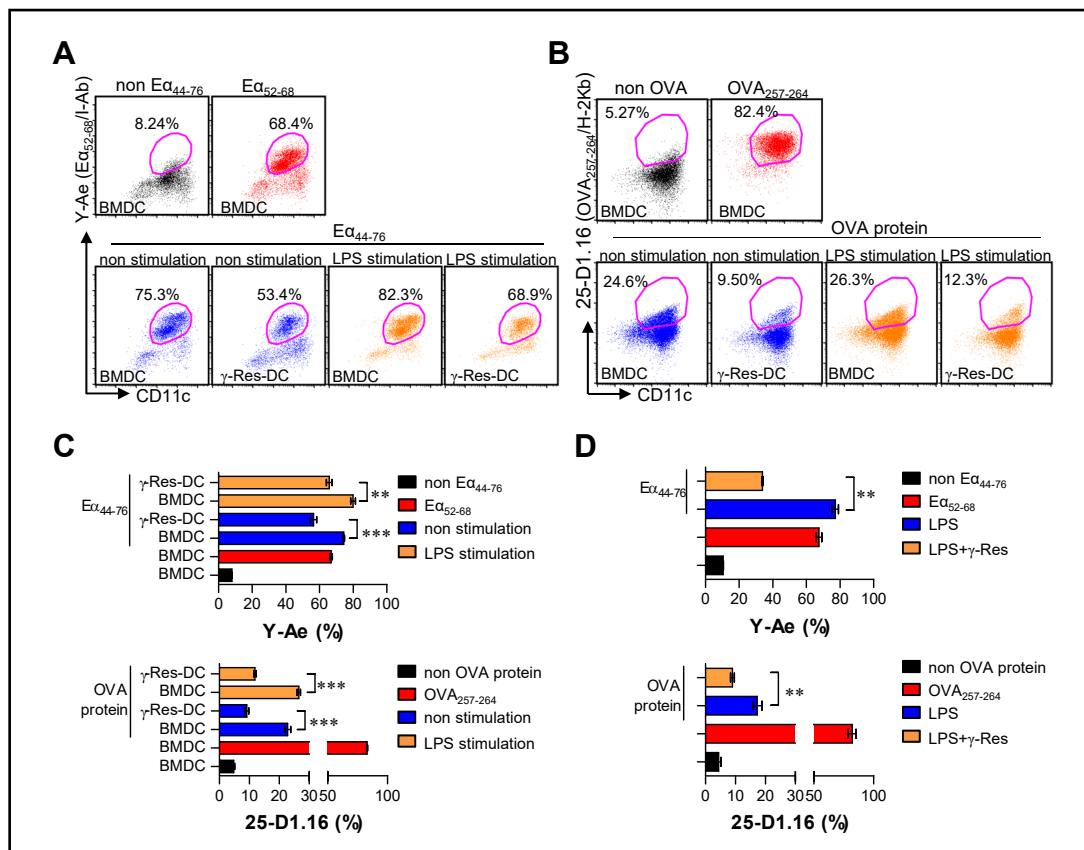 A
non Eα44-76 Eα52-68
Y-Ae (Eα52-68/I-Ab)
8.24% 68.4%
BMDC BMDC
Eα44-76
non stimulation non stimulation LPS stimulation LPS stimulation
75.3% 53.4% 82.3% 68.9%
BMDC γ-Res-DC BMDC γ-Res-DC
CD11c
B
non OVA OVA257-264
25-D1.16 (OVA257-264/H-2Kb)
5.27% 82.4%
BMDC BMDC
OVA protein
non stimulation non stimulation LPS stimulation LPS stimulation
24.6% 9.50% 26.3% 12.3%
BMDC γ-Res-DC BMDC γ-Res-DC
CD11c
C
Eα44-76
γ-Res-DC
BMDC
γ-Res-DC
BMDC
BMDC
BMDC
**
***
non Eα44-76
Eα52-68
non stimulation
LPS stimulation
0 20 40 60 80 100
Y-Ae (%)
OVA
protein
γ-Res-DC
BMDC
γ-Res-DC
BMDC
BMDC
BMDC
***
***
non OVA protein
OVA257-264
non stimulation
LPS stimulation
0 10 20 30 50 100
25-D1.16 (%)
D
Eα44-76
**
non Eα44-76
Eα52-68
LPS
LPS+γ-Res
0 20 40 60 80 100
Y-Ae (%)
OVA
protein
**
non OVA protein
OVA257-264
LPS
LPS+γ-Res
0 10 20 30 50 100
25-D1.16 (%)